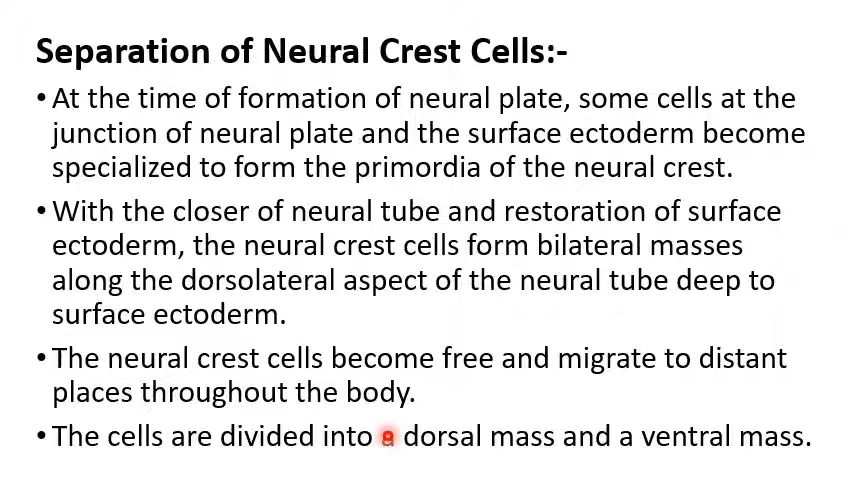 Separation of Neural Crest Cells:-
• At the time of formation of neural plate, some cells at the
junction of neural plate and the surface ectoderm become
specialized to form the primordia of the neural crest.
• With the closer of neural tube and restoration of surface
ectoderm, the neural crest cells form bilateral masses
along the dorsolateral aspect of the neural tube deep to
surface ectoderm.
• The neural crest cells become free and migrate to distant
places throughout the body.
• The cells are divided into a dorsal mass and a ventral mass.